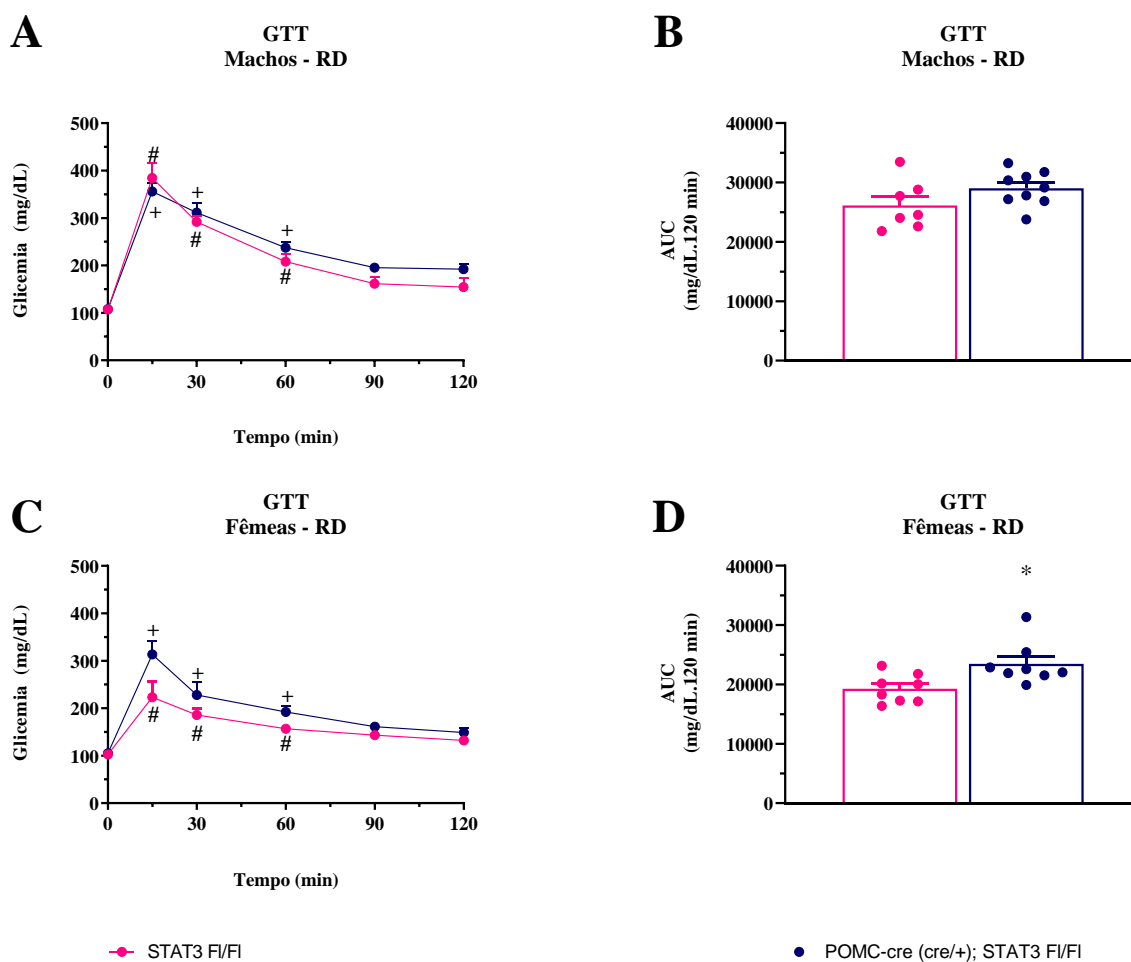 A
GTT
Machos - RD
500
400
300
200
100
0
Glicemia (mg/dL)
#
+
+
#
+
#
0 30 60 90 120
Tempo (min)
B
GTT
Machos - RD
40000
30000
20000
10000
0
AUC
(mg/dL.120 min)
C
GTT
Fêmeas - RD
500
400
300
200
100
0
Glicemia (mg/dL)
+
#
+
#
+
#
0 30 60 90 120
Tempo (min)
D
GTT
Fêmeas - RD
40000
30000
20000
10000
0
AUC
(mg/dL.120 min)
*
STAT3 Fl/Fl
POMC-cre (cre/+); STAT3 Fl/Fl